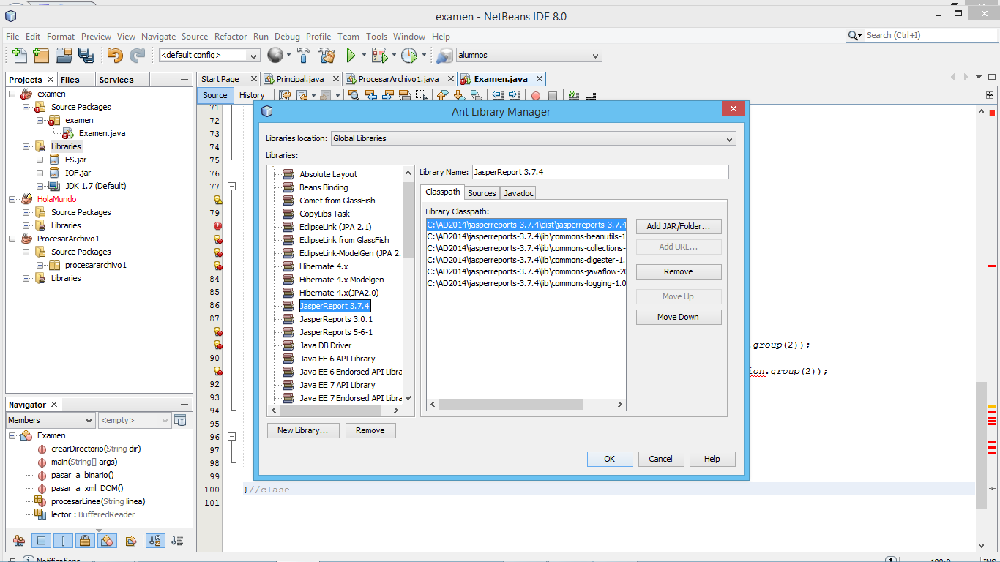 examen - NetBeans IDE 8.0
File Edit Format Preview View Navigate Source Refactor Run Debug Profile Team Tools Window Help
Search (Ctrl+I)
<default config>
alumnos
Projects
Files
Services
examen
Source Packages
examen
Examen.java
Libraries
ES.jar
IOF.jar
JDK 1.7 (Default)
HolaMundo
Source Packages
Libraries
ProcesarArchivo1
Source Packages
procesararchivo1
Libraries
Navigator
Members
<empty>
Examen
crearDirectorio(String dir)
main(String[] args)
pasar_a_binario()
pasar_a_xml_DOM()
procesarLinea(String linea)
lector : BufferedReader
Start Page
Principal.java
ProcesarArchivo1.java
Examen.java
Source
History
71
72
73
74
75
76
77
79
84
85
86
87
90
.group(2));
ion.group(2));
92
93
94
95
96
97
98
99
100 }//clase
101
Ant Library Manager
Libraries location: Global Libraries
Libraries:
Absolute Layout
Beans Binding
Comet from GlassFish
CopyLibs Task
EclipseLink (JPA 2.1)
EclipseLink from GlassFish
EclipseLink-ModelGen (JPA 2.
Hibernate 4.x
Hibernate 4.x Modelgen
Hibernate 4.x(JPA2.0)
JasperReport 3.7.4
JasperReports 3.0.1
JasperReports 5-6-1
Java DB Driver
Java EE 6 API Library
Java EE 6 Endorsed API Libra
Java EE 7 API Library
Java EE 7 Endorsed API Libra
New Library...
Remove
Library Name: JasperReport 3.7.4
Classpath
Sources
Javadoc
Library Classpath:
C:\AD2014\jasperreports-3.7.4\dist\jasperreports-3.7.4
C:\AD2014\jasperreports-3.7.4\lib\commons-beanutils-1
C:\AD2014\jasperreports-3.7.4\lib\commons-collections-
C:\AD2014\jasperreports-3.7.4\lib\commons-digester-1.
C:\AD2014\jasperreports-3.7.4\lib\commons-javaflow-20
C:\AD2014\jasperreports-3.7.4\lib\commons-logging-1.0
Add JAR/Folder...
Add URL...
Remove
Move Up
Move Down
OK
Cancel
Help
Notifications
100:9
INS